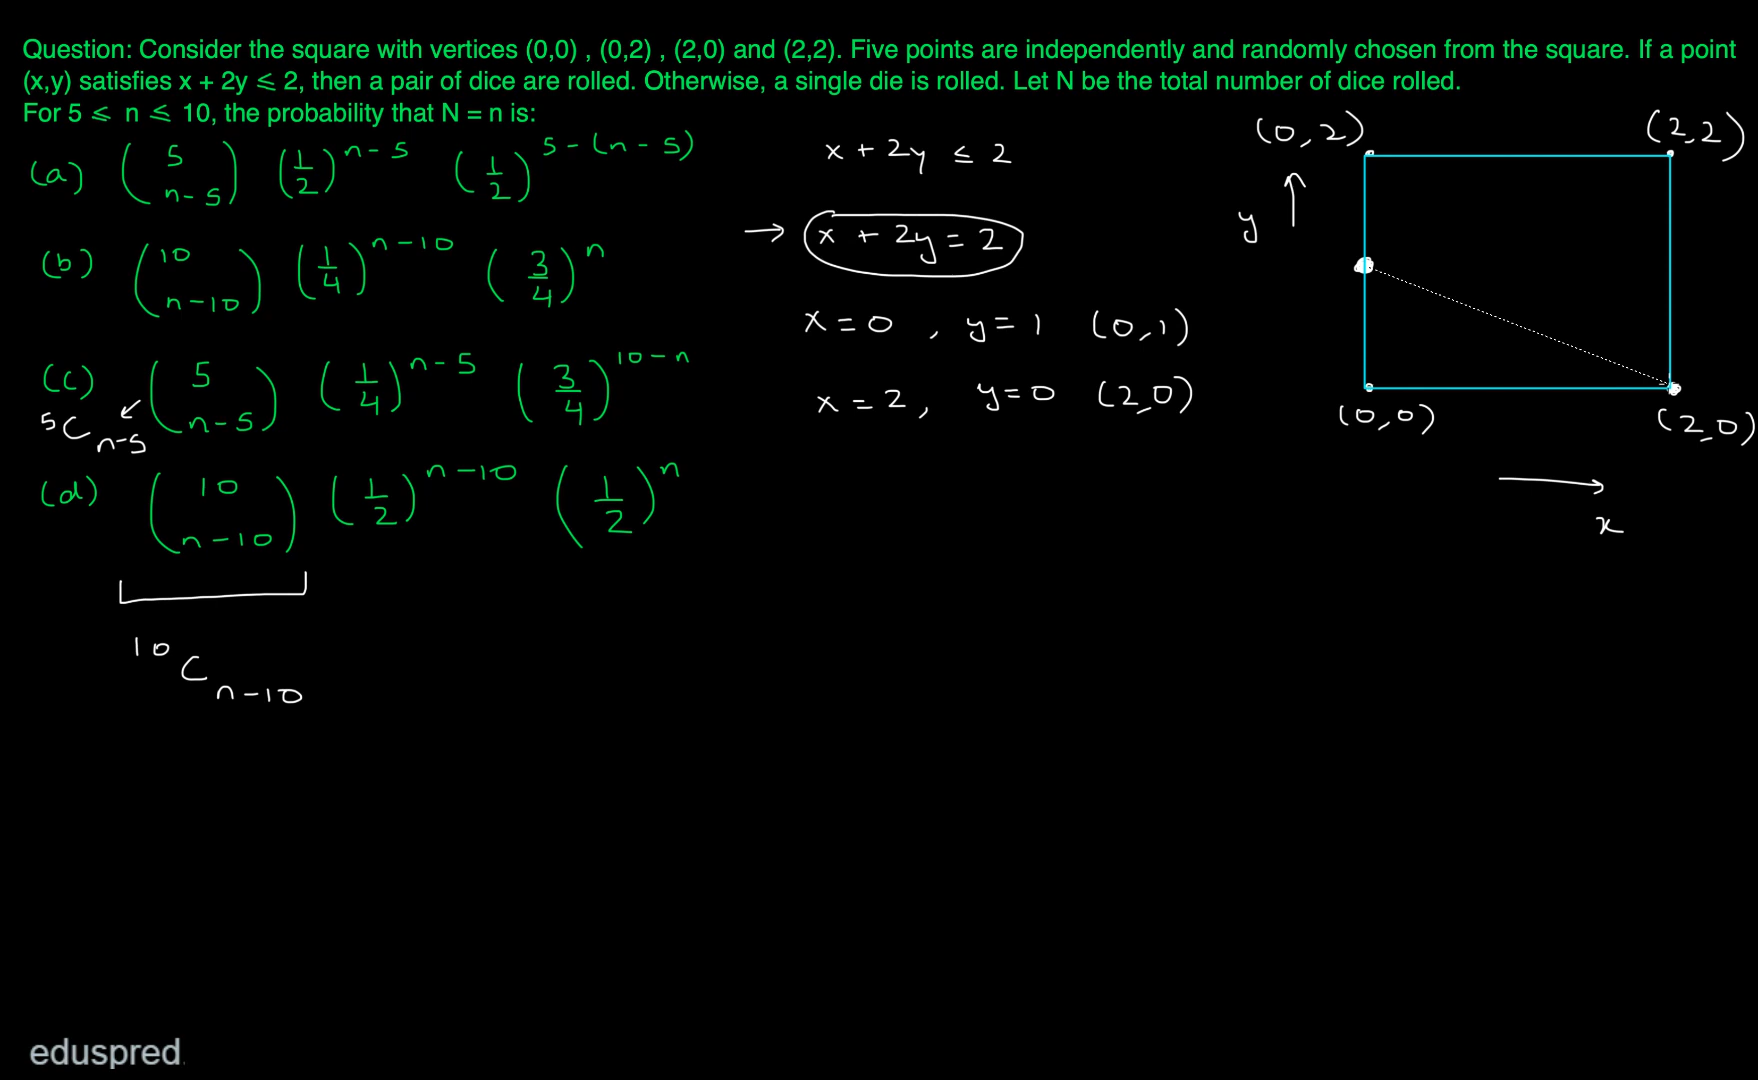 Question: Consider the square with vertices (0,0) , (0,2) , (2,0) and (2,2). Five points are independently and randomly chosen from the square. If a point
(x,y) satisfies x + 2y ⩽ 2, then a pair of dice are rolled. Otherwise, a single die is rolled. Let N be the total number of dice rolled.
For 5 ⩽ n ⩽ 10, the probability that N = n is:
(a) (5 n-5) (1/2)^n-5 (1/2)^5-(n-5)
(b) (10 n-10) (1/4)^n-10 (3/4)^n
(c) (5 n-5) (1/4)^n-5 (3/4)^10-n
5Cn-5
(d) (10 n-10) (1/2)^n-10 (1/2)^n
10Cn-10
x + 2y ≤ 2
→ x + 2y = 2
x = 0 , y = 1 (0,1)
x = 2, y=0 (2,0)
(0,2) (2,2)
y ↑
(0,0) (2,0)
→
x
eduspred.